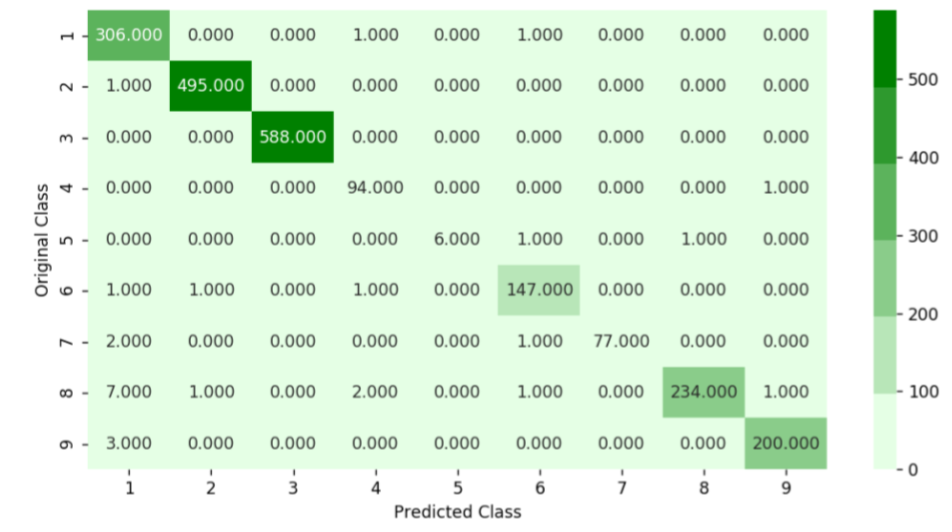 1 306.000 0.000 0.000 1.000 0.000 1.000 0.000 0.000 0.000
2 1.000 495.000 0.000 0.000 0.000 0.000 0.000 0.000 0.000
3 0.000 0.000 588.000 0.000 0.000 0.000 0.000 0.000 0.000
4 0.000 0.000 0.000 94.000 0.000 0.000 0.000 0.000 1.000
5 0.000 0.000 0.000 0.000 6.000 1.000 0.000 1.000 0.000
6 1.000 1.000 0.000 1.000 0.000 147.000 0.000 0.000 0.000
7 2.000 0.000 0.000 0.000 0.000 1.000 77.000 0.000 0.000
8 7.000 1.000 0.000 2.000 0.000 1.000 0.000 234.000 1.000
9 3.000 0.000 0.000 0.000 0.000 0.000 0.000 0.000 200.000
1 2 3 4 5 6 7 8 9
Predicted Class
Original Class
500
400
300
200
100
0